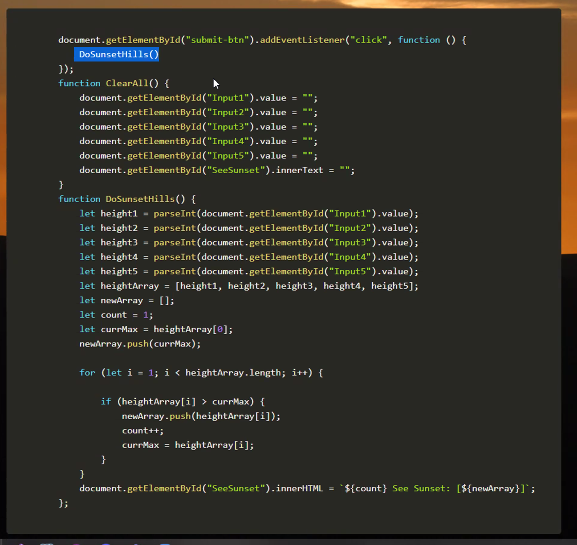 document.getElementById("submit-btn").addEventListener("click", function () {
    DoSunsetHills()
});
function ClearAll() {
    document.getElementById("Input1").value = "";
    document.getElementById("Input2").value = "";
    document.getElementById("Input3").value = "";
    document.getElementById("Input4").value = "";
    document.getElementById("Input5").value = "";
    document.getElementById("SeeSunset").innerText = "";
}
function DoSunsetHills() {
    let height1 = parseInt(document.getElementById("Input1").value);
    let height2 = parseInt(document.getElementById("Input2").value);
    let height3 = parseInt(document.getElementById("Input3").value);
    let height4 = parseInt(document.getElementById("Input4").value);
    let height5 = parseInt(document.getElementById("Input5").value);
    let heightArray = [height1, height2, height3, height4, height5];
    let newArray = [];
    let count = 1;
    let currMax = heightArray[0];
    newArray.push(currMax);
    for (let i = 1; i < heightArray.length; i++) {
        if (heightArray[i] > currMax) {
            newArray.push(heightArray[i]);
            count++;
            currMax = heightArray[i];
        }
    }
    document.getElementById("SeeSunset").innerHTML = `${count} See Sunset: [${newArray}]`;
};